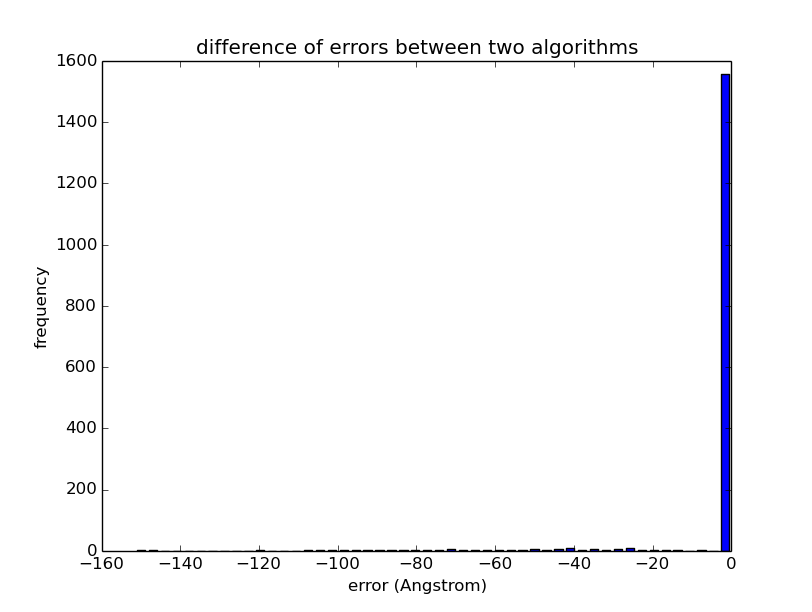 difference of errors between two algorithms
1600
1400
1200
1000
800
600
400
200
0
frequency
−160 −140 −120 −100 −80 −60 −40 −20 0
error (Angstrom)